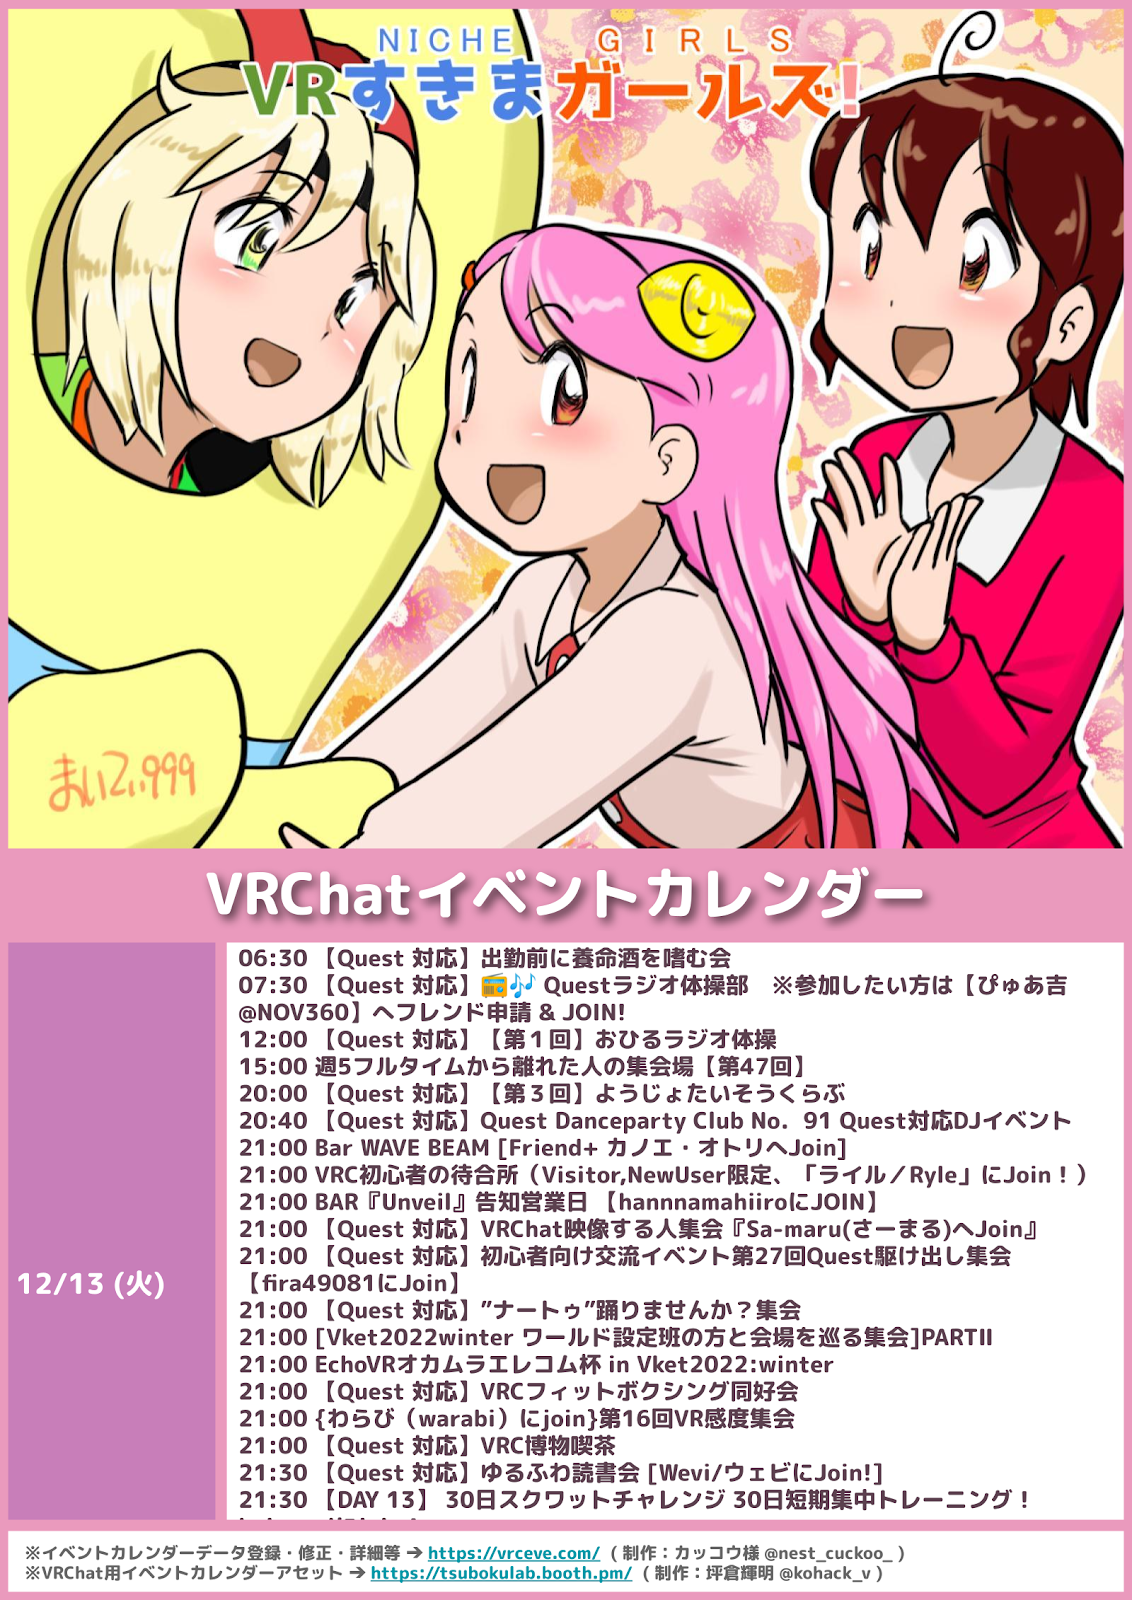 NICHE GIRLS
VRすきまガールズ!
まいてぃ999
VRChatイベントカレンダー
12/13 (火)
06:30 【Quest 対応】出勤前に養命酒を嗜む会
07:30 【Quest 対応】📻🎶 Questラジオ体操部　※参加したい方は【ぴゅあ吉
@NOV360】へフレンド申請 & JOIN!
12:00 【Quest 対応】【第１回】おひるラジオ体操
15:00 週5フルタイムから離れた人の集会場【第47回】
20:00 【Quest 対応】【第３回】ようじょたいそうくらぶ
20:40 【Quest 対応】Quest Danceparty Club No. 91 Quest対応DJイベント
21:00 Bar WAVE BEAM [Friend+ カノエ・オトリへJoin]
21:00 VRC初心者の待合所（Visitor,NewUser限定、「ライル／Ryle」にJoin！）
21:00 BAR『Unveil』告知営業日 【hannnamahiiroにJOIN】
21:00 【Quest 対応】VRChat映像する人集会『Sa-maru(さーまる)へJoin』
21:00 【Quest 対応】初心者向け交流イベント第27回Quest駆け出し集会
【fira49081にJoin】
21:00 【Quest 対応】”ナートゥ”踊りませんか？集会
21:00 [Vket2022winter ワールド設定班の方と会場を巡る集会]PARTⅡ
21:00 EchoVRオカムラエレコム杯 in Vket2022:winter
21:00 【Quest 対応】VRCフィットボクシング同好会
21:00 {わらび（warabi）にjoin}第16回VR感度集会
21:00 【Quest 対応】VRC博物喫茶
21:30 【Quest 対応】ゆるふわ読書会 [Wevi/ウェビにJoin!]
21:30 【DAY 13】 30日スクワットチャレンジ 30日短期集中トレーニング！
※イベントカレンダーデータ登録・修正・詳細等 ➔ https://vrceve.com/ ( 制作：カッコウ様 @nest_cuckoo_ )
※VRChat用イベントカレンダーアセット ➔ https://tsubokulab.booth.pm/ ( 制作：坪倉輝明 @kohack_v )